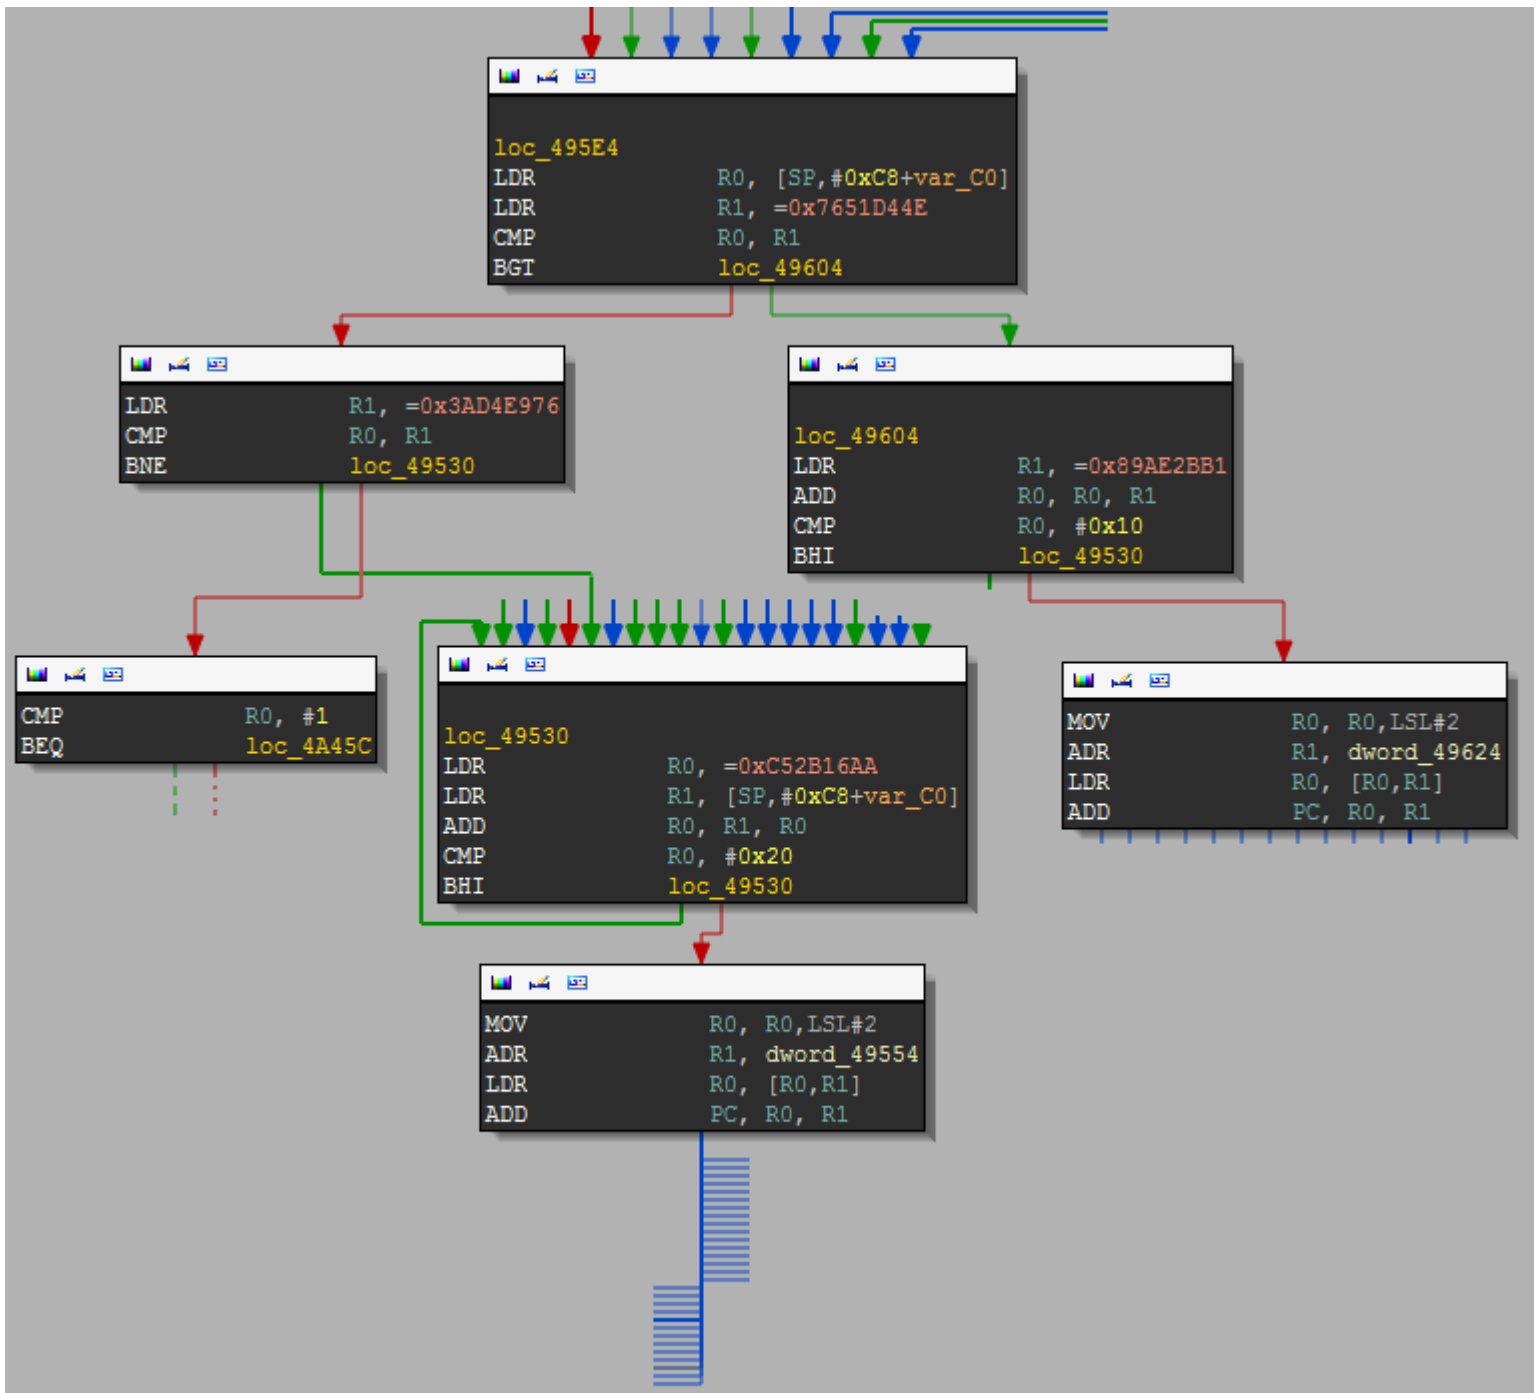 loc_495E4
LDR R0, [SP,#0xC8+var_C0]
LDR R1, =0x7651D44E
CMP R0, R1
BGT loc_49604
LDR R1, =0x3AD4E976
CMP R0, R1
BNE loc_49530
loc_49604
LDR R1, =0x89AE2BB1
ADD R0, R0, R1
CMP R0, #0x10
BHI loc_49530
CMP R0, #1
BEQ loc_4A45C
loc_49530
LDR R0, =0xC52B16AA
LDR R1, [SP,#0xC8+var_C0]
ADD R0, R1, R0
CMP R0, #0x20
BHI loc_49530
MOV R0, R0,LSL#2
ADR R1, dword_49624
LDR R0, [R0,R1]
ADD PC, R0, R1
MOV R0, R0,LSL#2
ADR R1, dword_49554
LDR R0, [R0,R1]
ADD PC, R0, R1